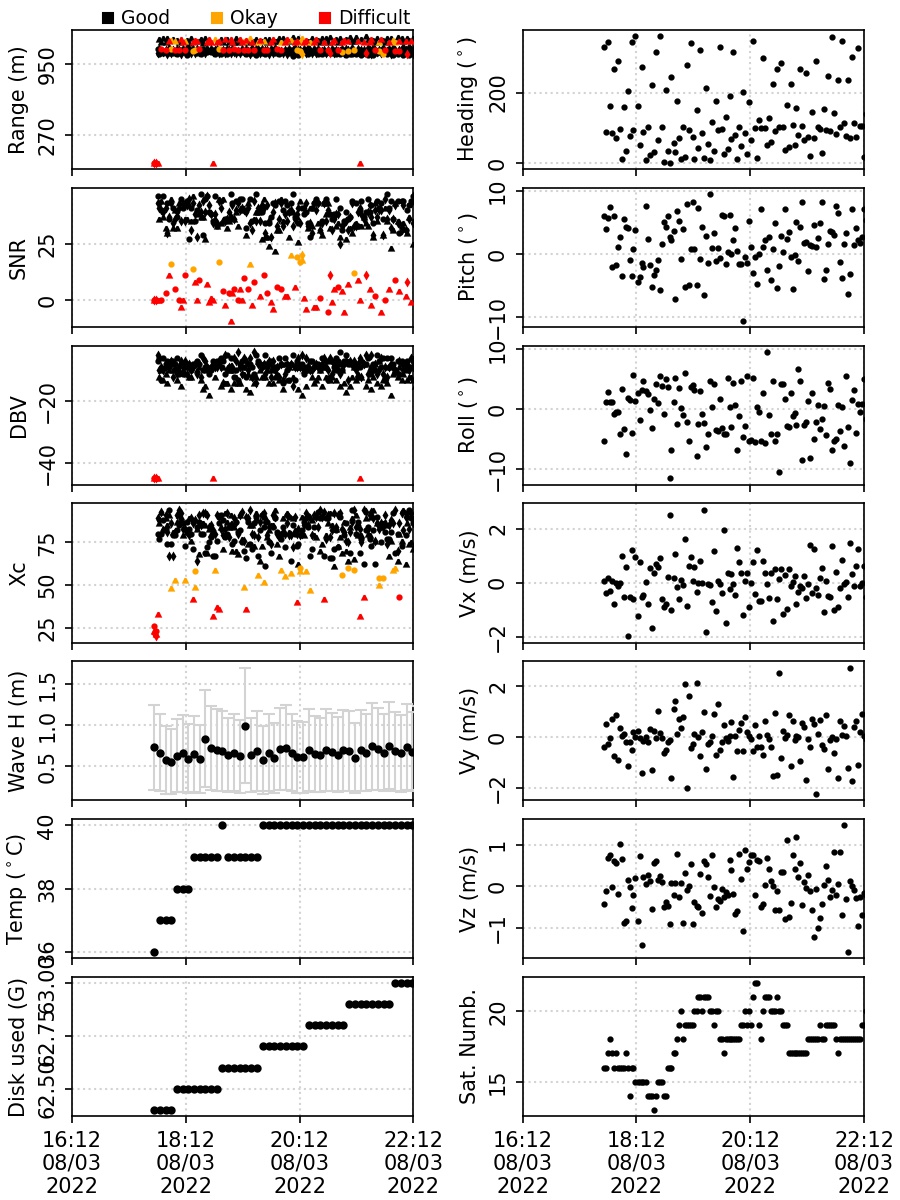 Good Okay Difficult
Range (m)
950
270
Heading (°)
200
0
SNR
25
0
Pitch (°)
10
0
−10
DBV
−20
−40
Roll (°)
10
0
−10
Xc
75
50
25
Vx (m/s)
2
0
−2
Wave H (m)
1.5
1.0
0.5
Vy (m/s)
2
0
−2
Temp (°C)
40
38
36
Vz (m/s)
1
0
−1
Disk used (G)
63.00
62.75
62.50
Sat. Numb.
20
15
16:12 18:12 20:12 22:12 16:12 18:12 20:12 22:12
08/03 08/03 08/03 08/03 08/03 08/03 08/03 08/03
2022 2022 2022 2022 2022 2022 2022 2022